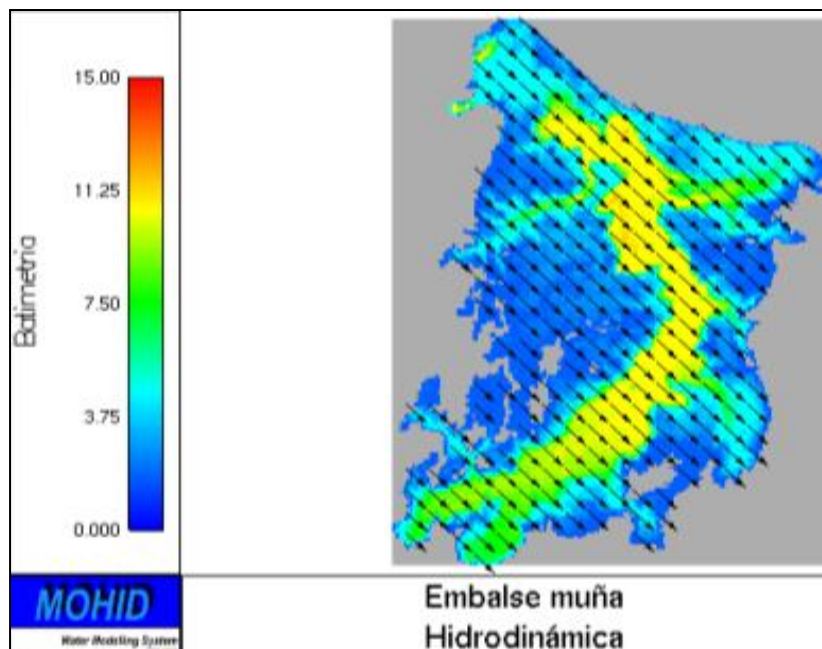 15.00
11.25
7.50
3.75
0.000
Batimetria
MOHID
Water Modelling System
Embalse muña
Hidrodinámica